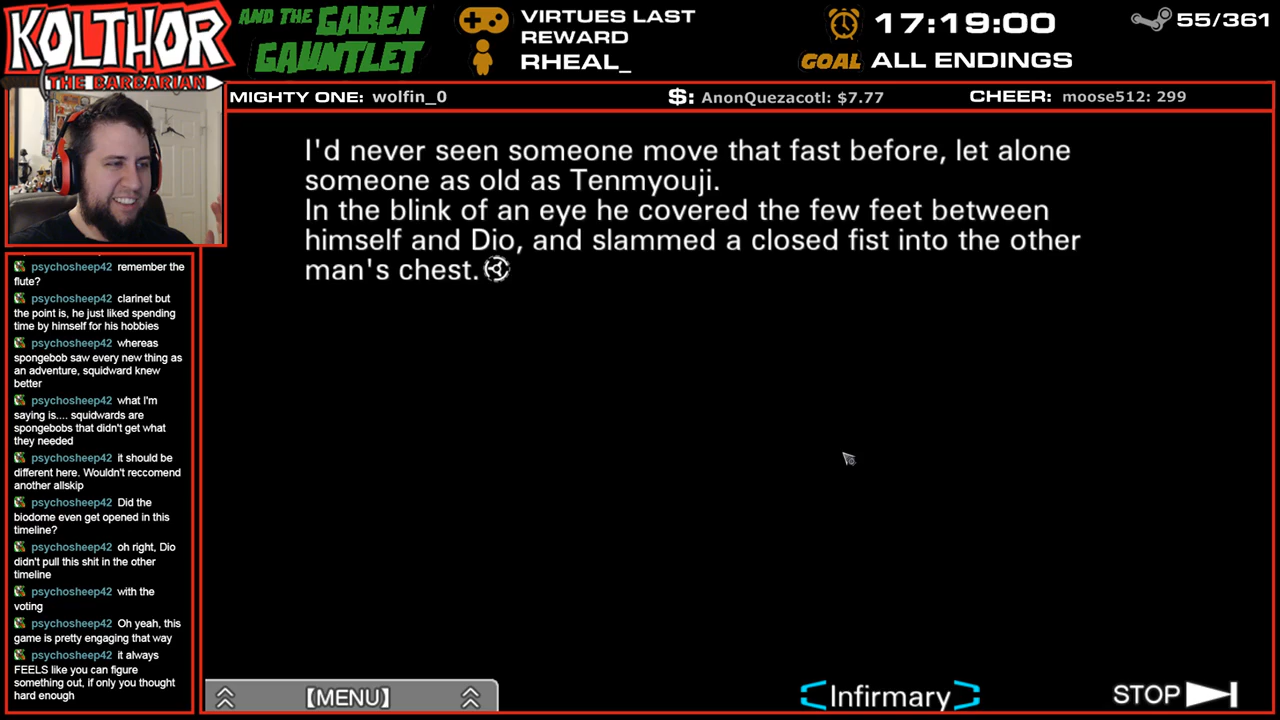 KOLTHOR
THE BARBARIAN
AND THE GABEN
GAUNTLET
VIRTUES LAST
REWARD
RHEAL_
17:19:00
GOAL ALL ENDINGS
55/361
MIGHTY ONE: wolfin_0
$: AnonQuezacotl: $7.77
CHEER: moose512: 299
I'd never seen someone move that fast before, let alone
someone as old as Tenmyouji.
In the blink of an eye he covered the few feet between
himself and Dio, and slammed a closed fist into the other
man's chest.
psychosheep42 remember the
flute?
psychosheep42 clarinet but
the point is, he just liked spending
time by himself for his hobbies
psychosheep42 whereas
spongebob saw every new thing as
an adventure, squidward knew
better
psychosheep42 what I'm
saying is.... squidwards are
spongebobs that didn't get what
they needed
psychosheep42 it should be
different here. Wouldn't reccomend
another allskip
psychosheep42 Did the
biodome even get opened in this
timeline?
psychosheep42 oh right, Dio
didn't pull this shit in the other
timeline
psychosheep42 with the
voting
psychosheep42 Oh yeah, this
game is pretty engaging that way
psychosheep42 it always
FEELS like you can figure
something out, if only you thought
hard enough
【MENU】
Infirmary
STOP